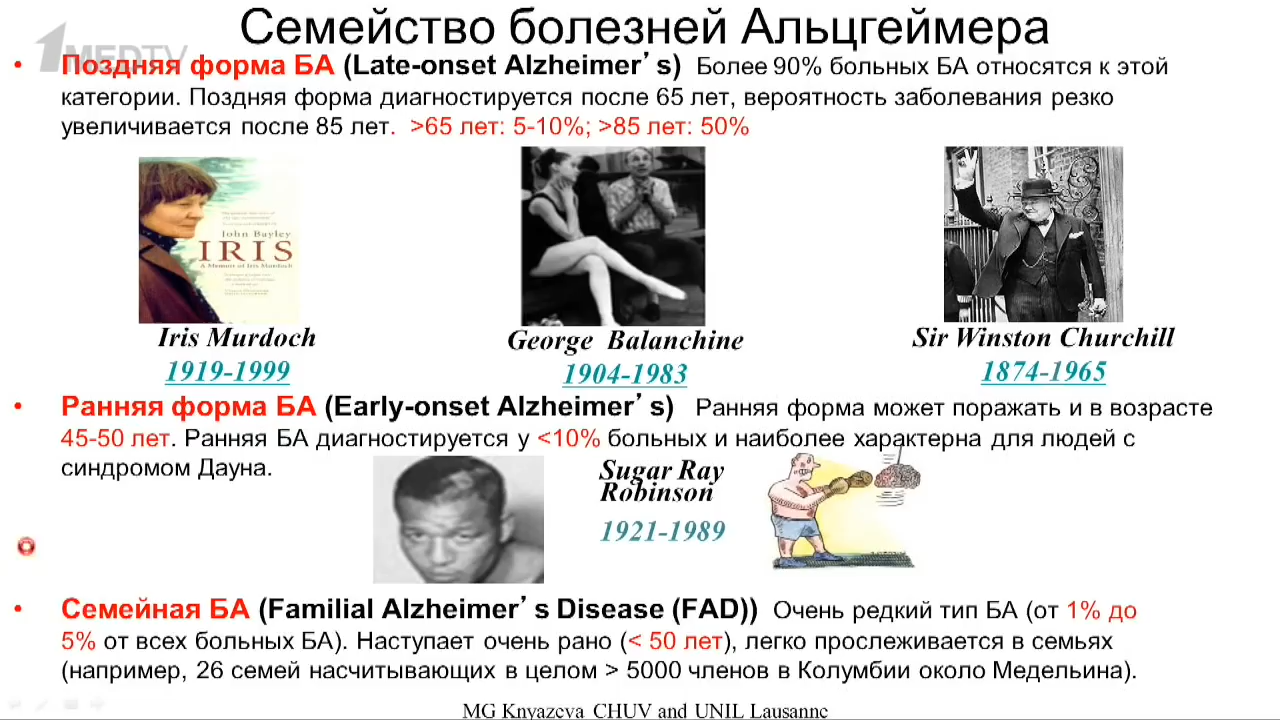 Семейство болезней Альцгеймера
1MEDTV
• Поздняя форма БА (Late-onset Alzheimer’s) Более 90% больных БА относятся к этой
категории. Поздняя форма диагностируется после 65 лет, вероятность заболевания резко
увеличивается после 85 лет. >65 лет: 5-10%; >85 лет: 50%
John Bayley
IRIS
A Memoir of Iris Murdoch
Iris Murdoch
1919-1999
George Balanchine
1904-1983
Sir Winston Churchill
1874-1965
• Ранняя форма БА (Early-onset Alzheimer’s) Ранняя форма может поражать и в возрасте
45-50 лет. Ранняя БА диагностируется у <10% больных и наиболее характерна для людей с
синдромом Дауна.
Sugar Ray
Robinson
1921-1989
• Семейная БА (Familial Alzheimer’s Disease (FAD)) Очень редкий тип БА (от 1% до
5% от всех больных БА). Наступает очень рано (< 50 лет), легко прослеживается в семьях
(например, 26 семей насчитывающих в целом > 5000 членов в Колумбии около Медельина).
MG Knyazeva CHUV and UNIL Lausanne